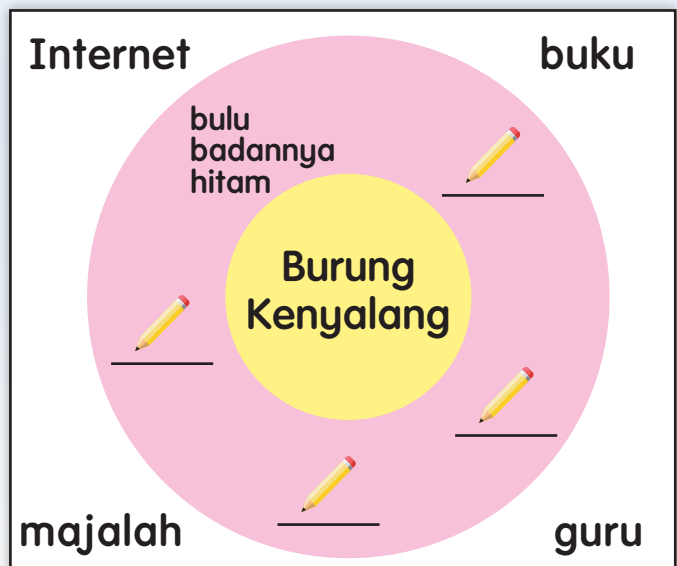 Internet
buku
bulu
badannya
hitam
Burung
Kenyalang
majalah
guru